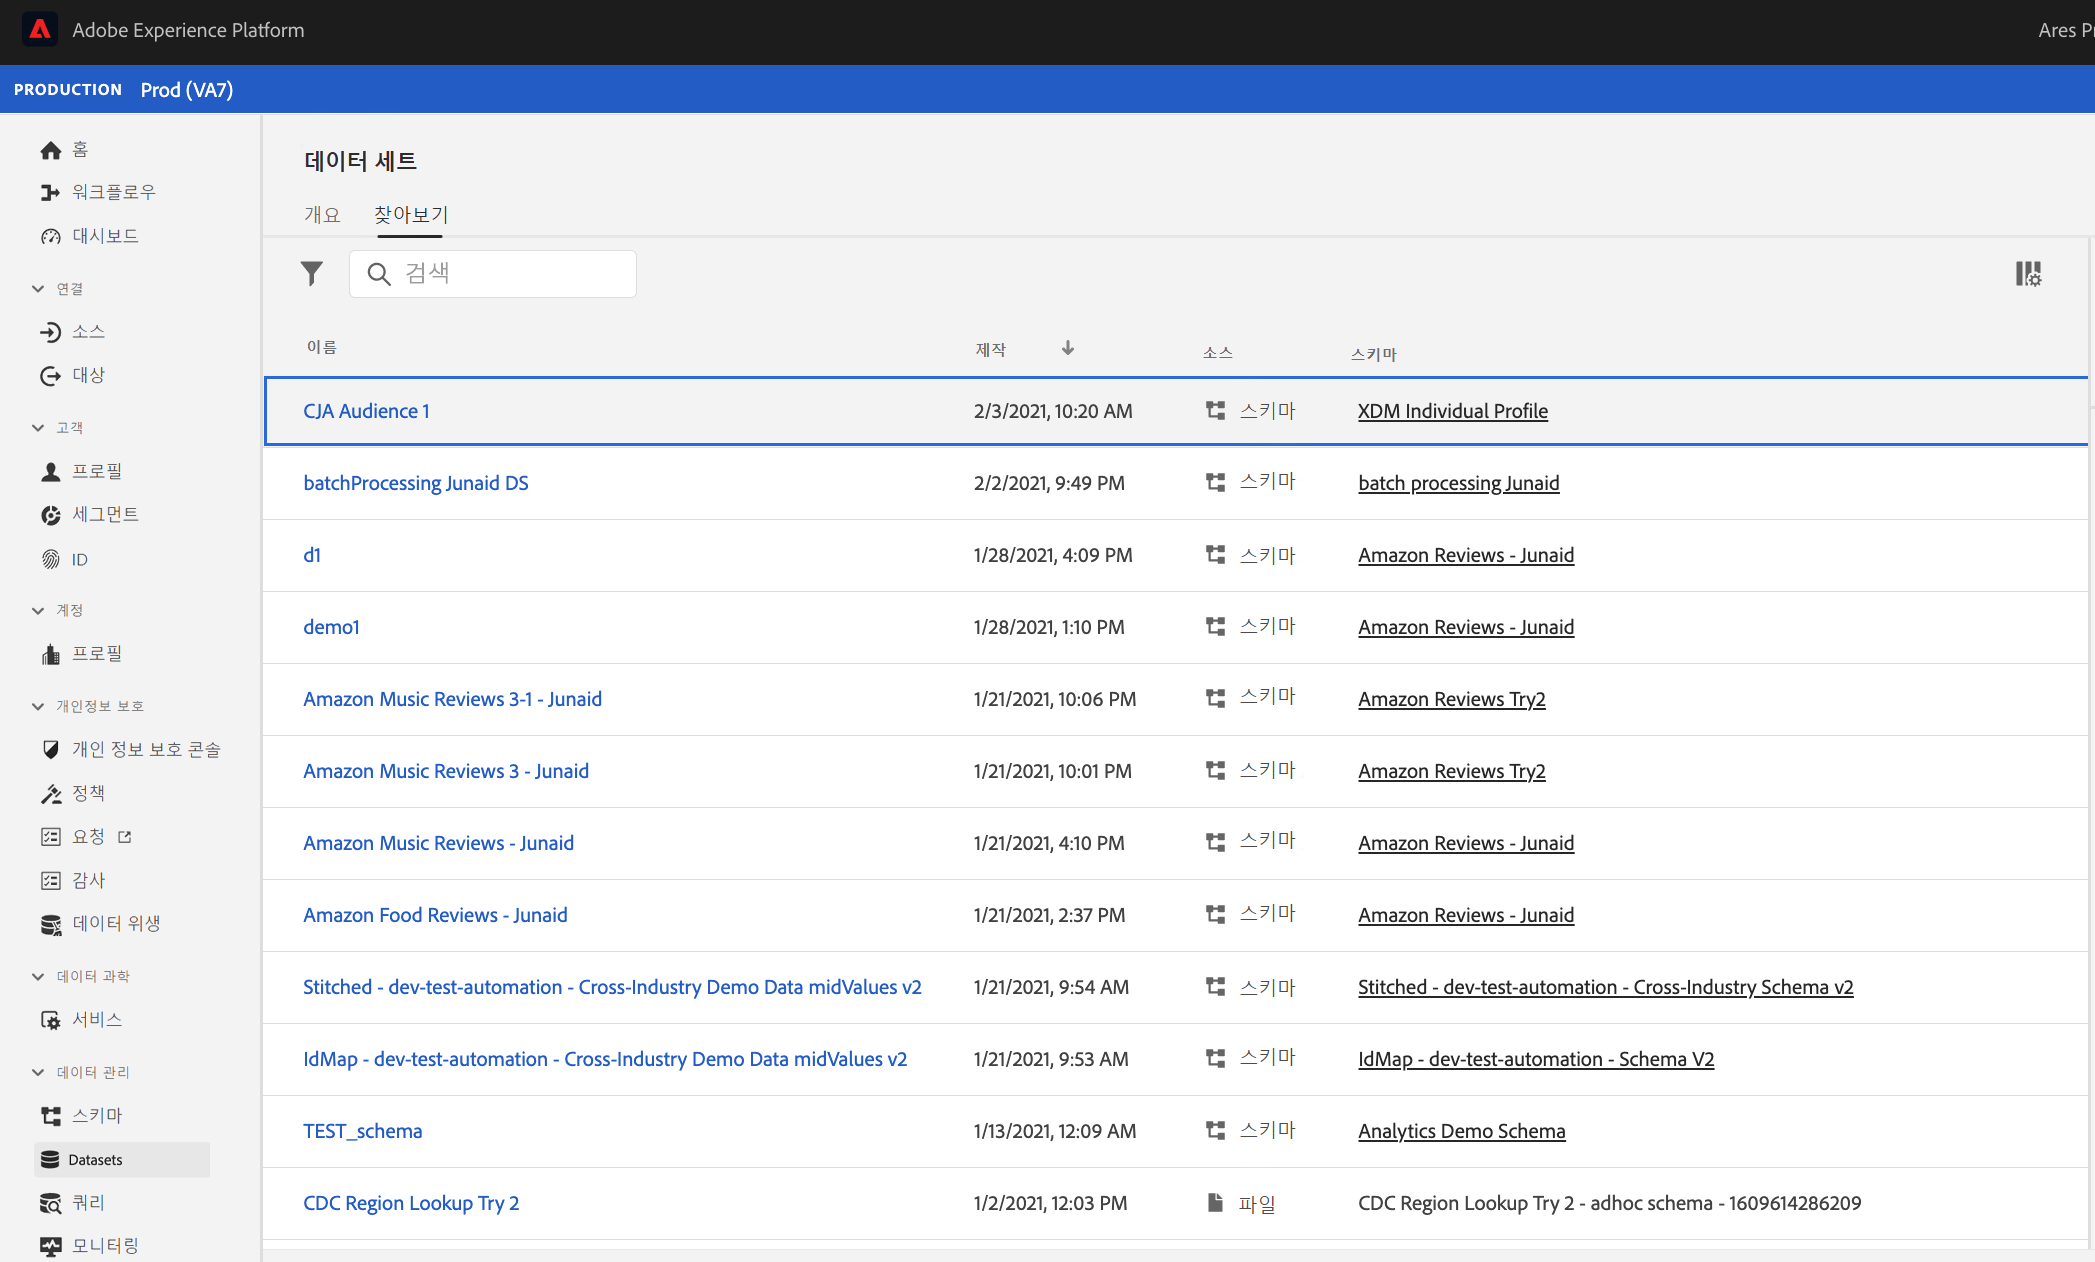 Adobe Experience Platform
Ares P
PRODUCTION Prod (VA7)
홈
워크플로우
대시보드
연결
소스
대상
고객
프로필
세그먼트
ID
계정
프로필
개인정보 보호
개인 정보 보호 콘솔
정책
요청
감사
데이터 위생
데이터 과학
서비스
데이터 관리
스키마
Datasets
쿼리
모니터링
데이터 세트
개요 찾아보기
검색
이름 제작 소스 스키마
CJA Audience 1 2/3/2021, 10:20 AM 스키마 XDM Individual Profile
batchProcessing Junaid DS 2/2/2021, 9:49 PM 스키마 batch processing Junaid
d1 1/28/2021, 4:09 PM 스키마 Amazon Reviews - Junaid
demo1 1/28/2021, 1:10 PM 스키마 Amazon Reviews - Junaid
Amazon Music Reviews 3-1 - Junaid 1/21/2021, 10:06 PM 스키마 Amazon Reviews Try2
Amazon Music Reviews 3 - Junaid 1/21/2021, 10:01 PM 스키마 Amazon Reviews Try2
Amazon Music Reviews - Junaid 1/21/2021, 4:10 PM 스키마 Amazon Reviews - Junaid
Amazon Food Reviews - Junaid 1/21/2021, 2:37 PM 스키마 Amazon Reviews - Junaid
Stitched - dev-test-automation - Cross-Industry Demo Data midValues v2 1/21/2021, 9:54 AM 스키마 Stitched - dev-test-automation - Cross-Industry Schema v2
IdMap - dev-test-automation - Cross-Industry Demo Data midValues v2 1/21/2021, 9:53 AM 스키마 IdMap - dev-test-automation - Schema V2
TEST_schema 1/13/2021, 12:09 AM 스키마 Analytics Demo Schema
CDC Region Lookup Try 2 1/2/2021, 12:03 PM 파일 CDC Region Lookup Try 2 - adhoc schema - 1609614286209